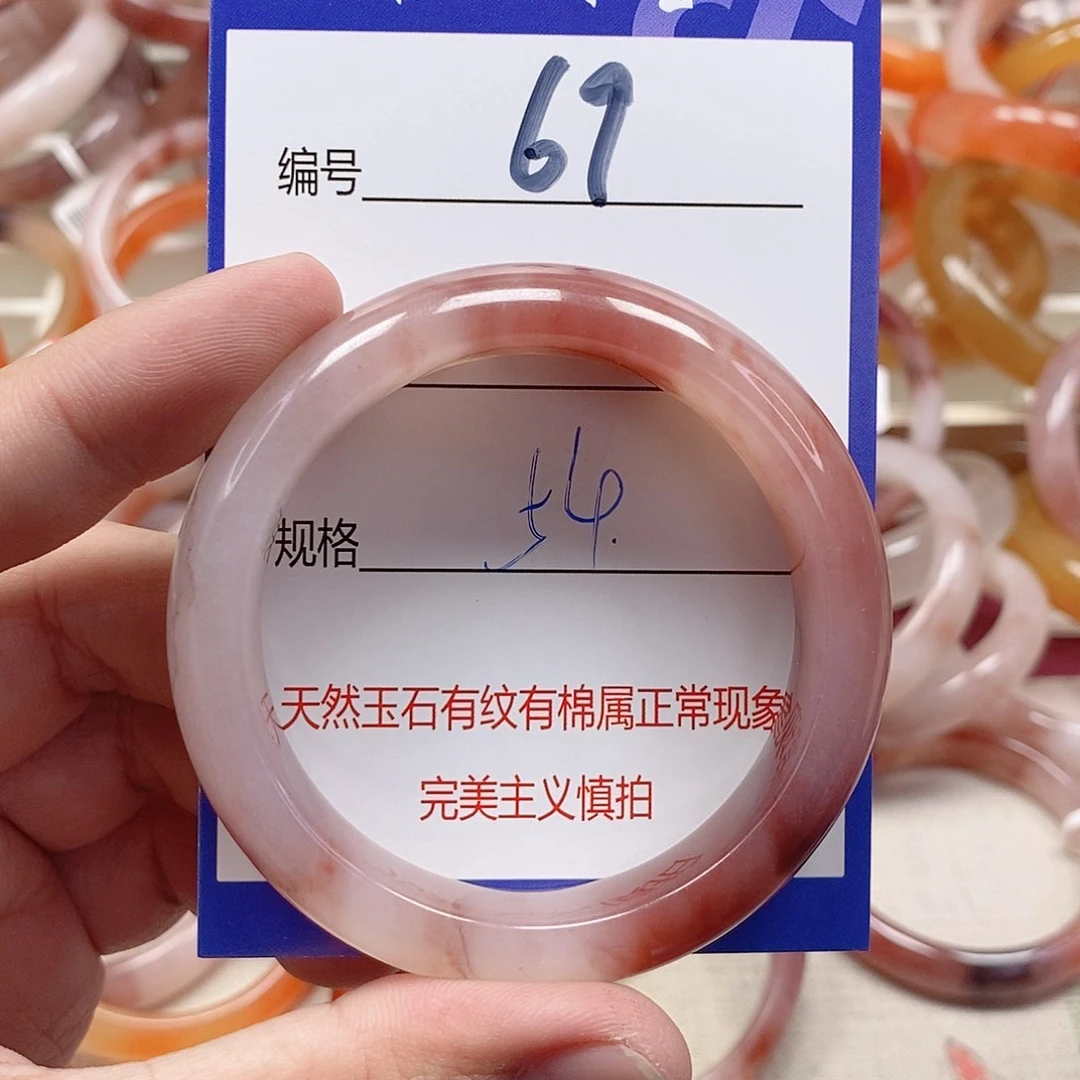 编号 69
规格 54.
天然玉石有纹有棉属正常现象
完美主义慎拍